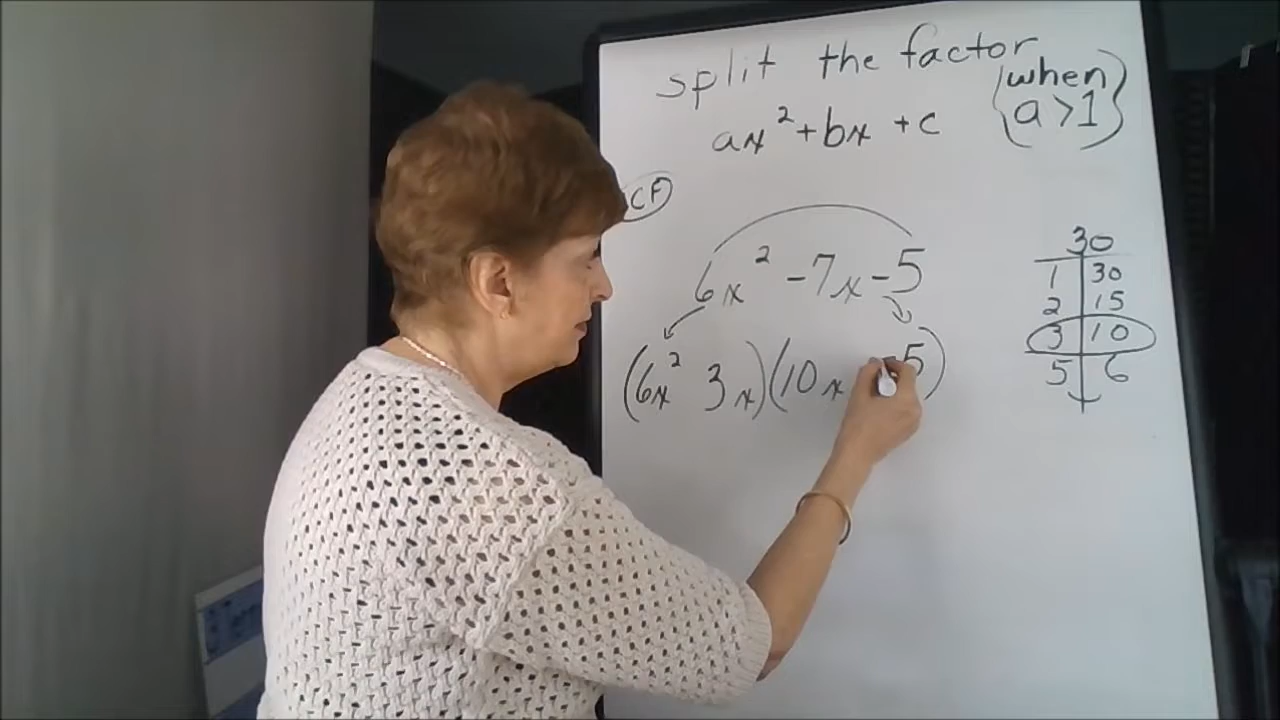 split the factor
{when
ax² + bx + c
a > 1}
CF
6x² - 7x - 5
(6x² 3x)(10x - 5)
30
1 30
2 15
3 10
5 6